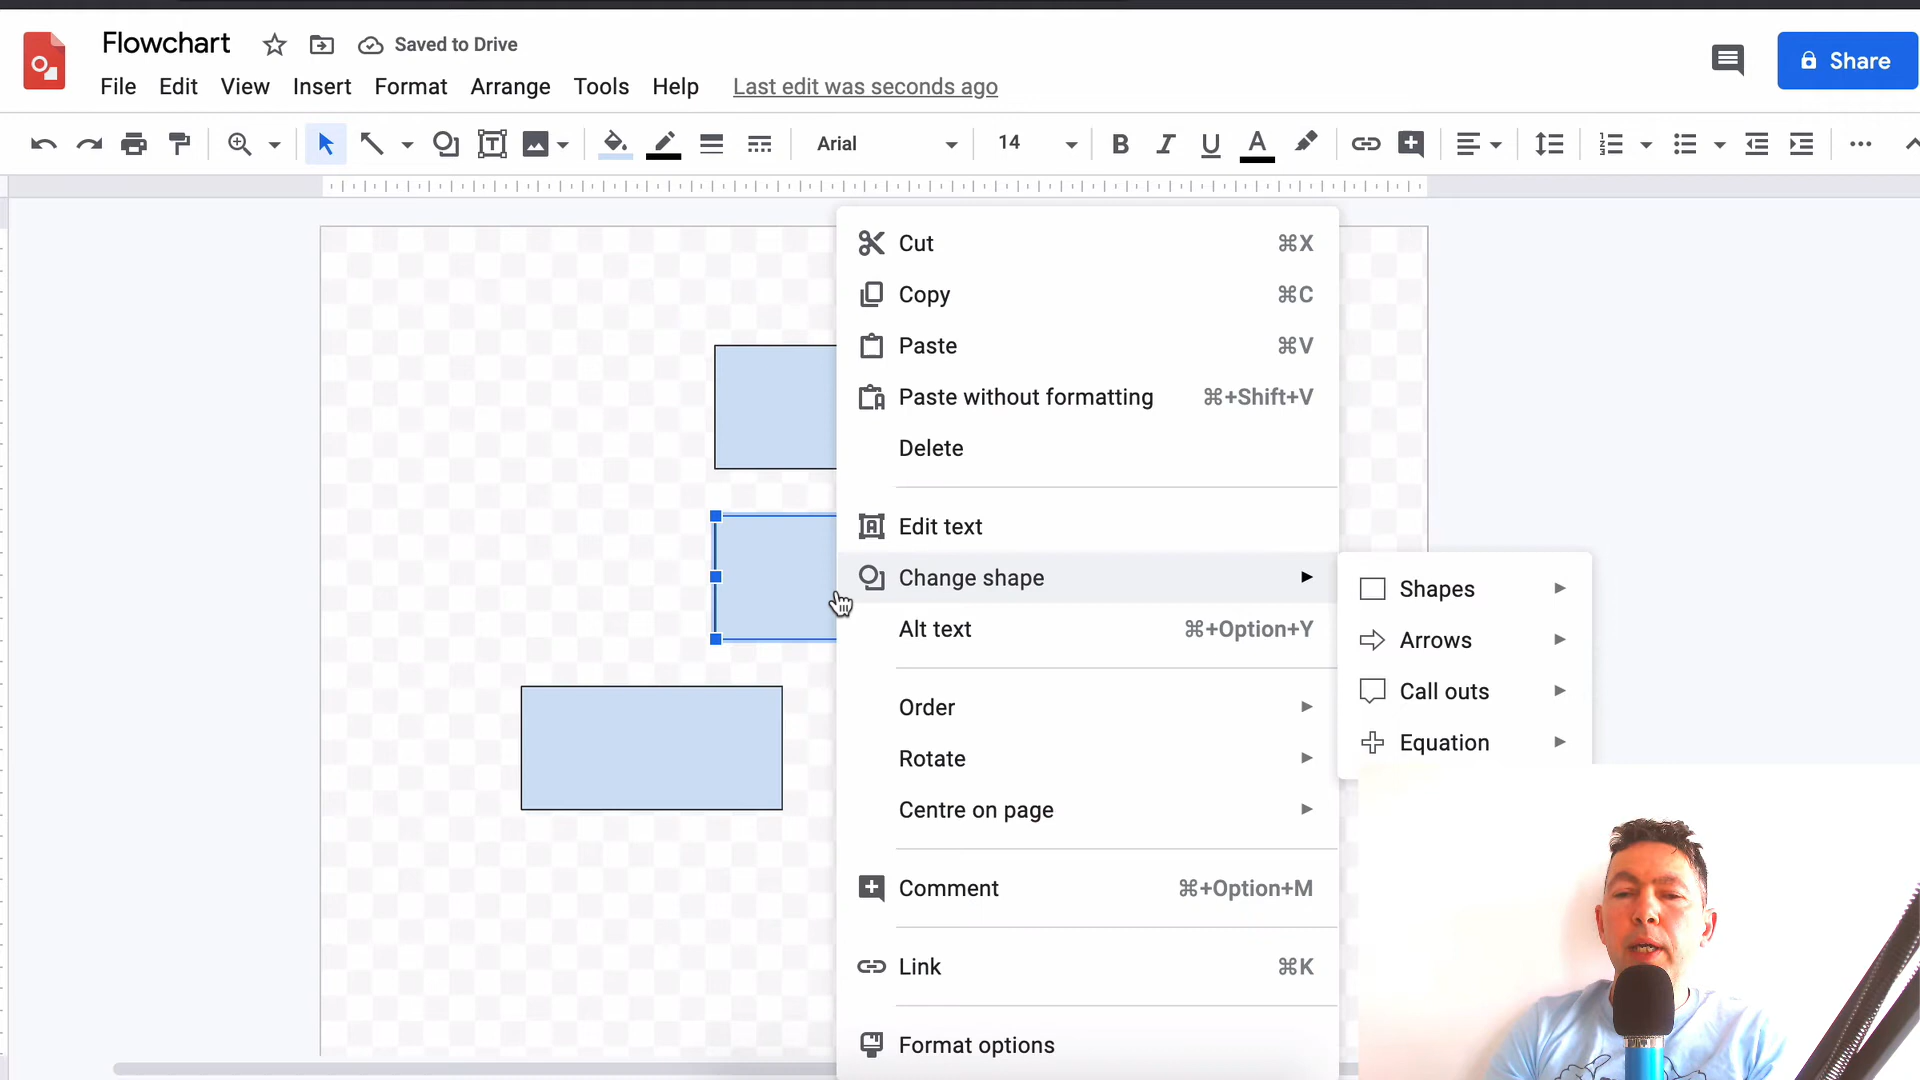 Flowchart
Saved to Drive
File Edit View Insert Format Arrange Tools Help Last edit was seconds ago
Share
Arial 14 B I U A
Cut ⌘X
Copy ⌘C
Paste ⌘V
Paste without formatting ⌘+Shift+V
Delete
Edit text
Change shape
Alt text ⌘+Option+Y
Order
Rotate
Centre on page
Comment ⌘+Option+M
Link ⌘K
Format options
Shapes
Arrows
Call outs
Equation